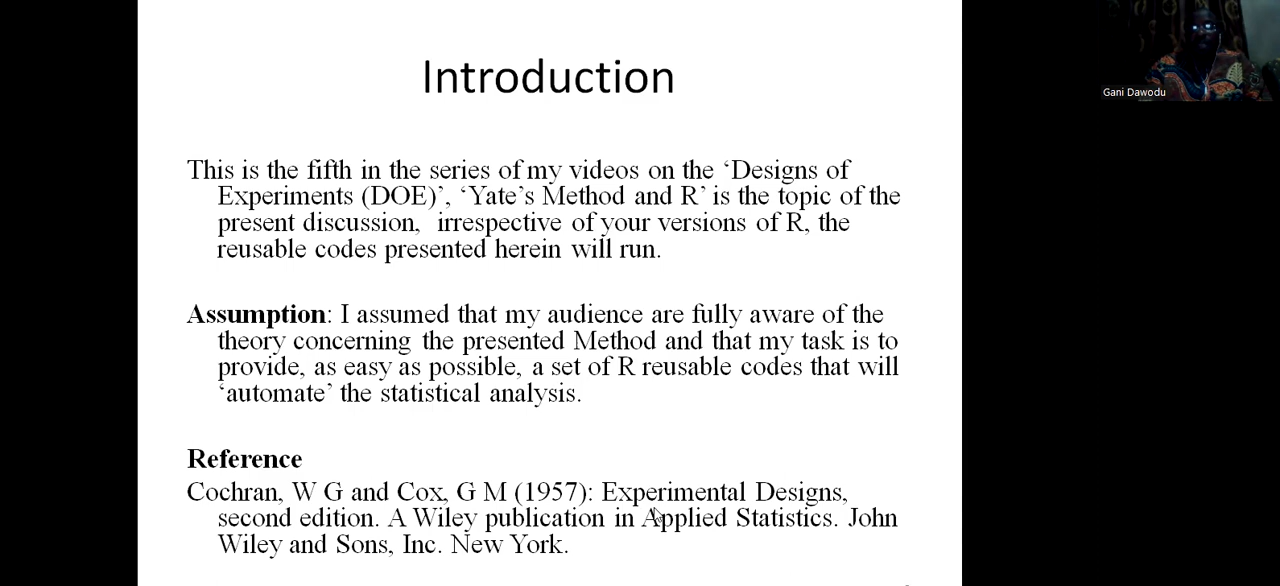 Introduction
Gani Dawodu
This is the fifth in the series of my videos on the ‘Designs of
Experiments (DOE)’, ‘Yate’s Method and R’ is the topic of the
present discussion, irrespective of your versions of R, the
reusable codes presented herein will run.
Assumption: I assumed that my audience are fully aware of the
theory concerning the presented Method and that my task is to
provide, as easy as possible, a set of R reusable codes that will
‘automate’ the statistical analysis.
Reference
Cochran, W G and Cox, G M (1957): Experimental Designs,
second edition. A Wiley publication in Applied Statistics. John
Wiley and Sons, Inc. New York.